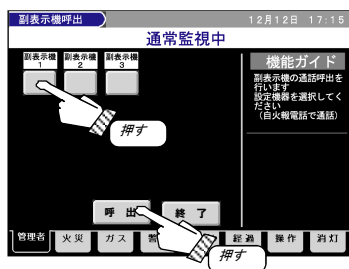 副表示機呼出
12月12日 17:15
通常監視中
副表示機 副表示機 副表示機
1 2 3
機能ガイド
副表示機の通話呼出を
行います
設定機器を選択してく
ださい
(自火報電話で通話)
押す
呼出 終了
管理者 火災 ガス 経過 操作 消灯
押す